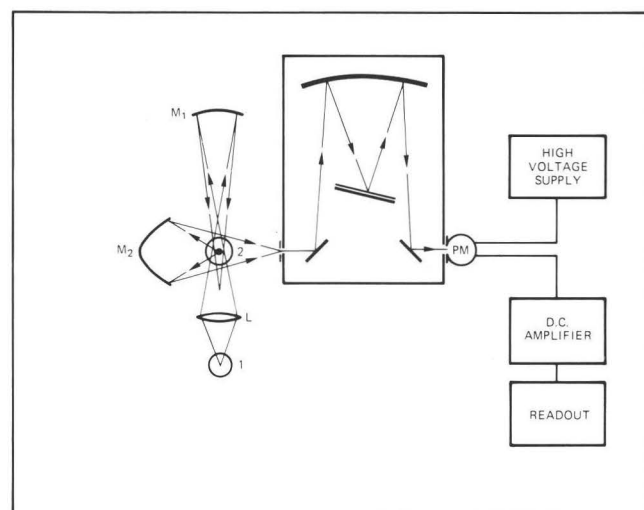 M1
HIGH
VOLTAGE
SUPPLY
M2
2
PM
L
D.C.
AMPLIFIER
1
READOUT